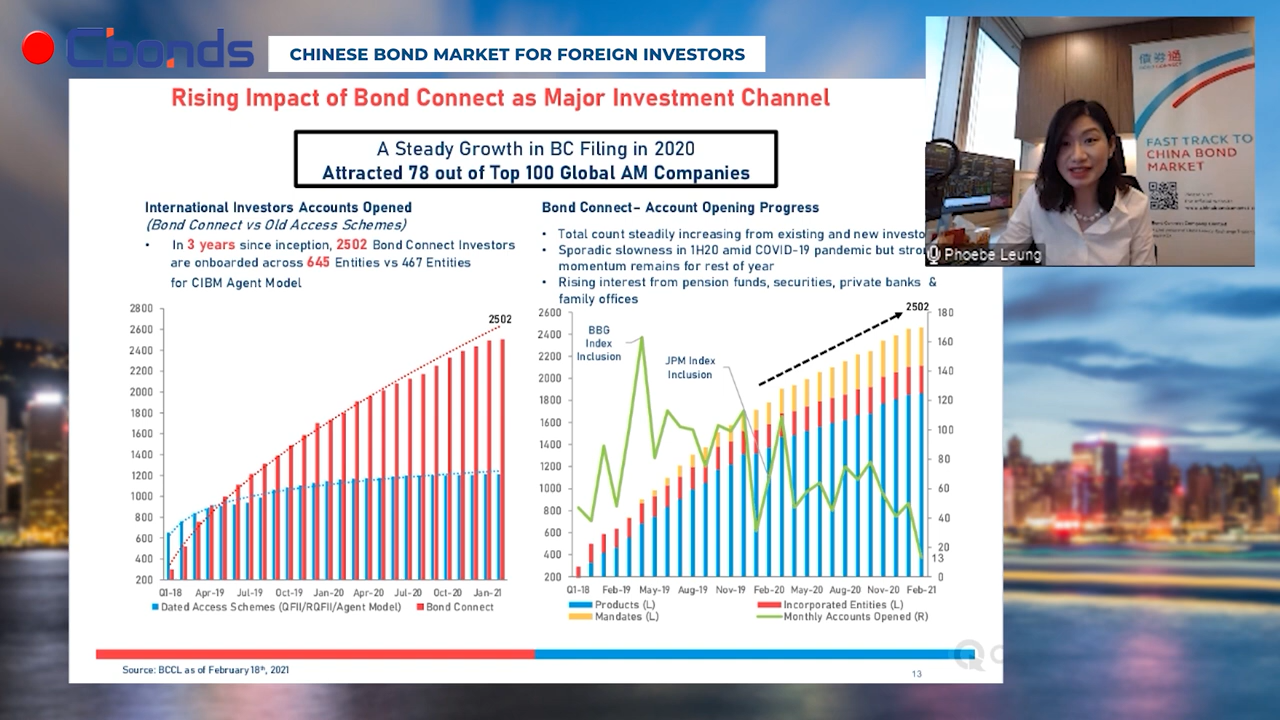 Cbonds
CHINESE BOND MARKET FOR FOREIGN INVESTORS
Rising Impact of Bond Connect as Major Investment Channel
A Steady Growth in BC Filing in 2020
Attracted 78 out of Top 100 Global AM Companies
International Investors Accounts Opened
(Bond Connect vs Old Access Schemes)
• In 3 years since inception, 2502 Bond Connect Investors
are onboarded across 645 Entities vs 467 Entities
for CIBM Agent Model
2800
2600
2400
2200
2000
1800
1600
1400
1200
1000
800
600
400
200
2502
Q1-18 Apr-19 Jul-19 Oct-19 Jan-20 Apr-20 Jul-20 Oct-20 Jan-21
Dated Access Schemes (QFII/RQFII/Agent Model) Bond Connect
Bond Connect– Account Opening Progress
• Total count steadily increasing from existing and new investo
• Sporadic slowness in 1H20 amid COVID-19 pandemic but stron
momentum remains for rest of year
• Rising interest from pension funds, securities, private banks &
family offices
2600
2400
2200
2000
1800
1600
1400
1200
1000
800
600
400
200
BBG
Index
Inclusion
JPM Index
Inclusion
2502
180
160
140
120
100
80
60
40
20
13
0
Q1-18 Feb-19 May-19 Aug-19 Nov-19 Feb-20 May-20 Aug-20 Nov-20 Feb-21
Products (L) Incorporated Entities (L)
Mandates (L) Monthly Accounts Opened (R)
Source: BCCL as of February 18th, 2021
13
債券通
FAST TRACK TO
CHINA BOND
MARKET
Phoebe Leung